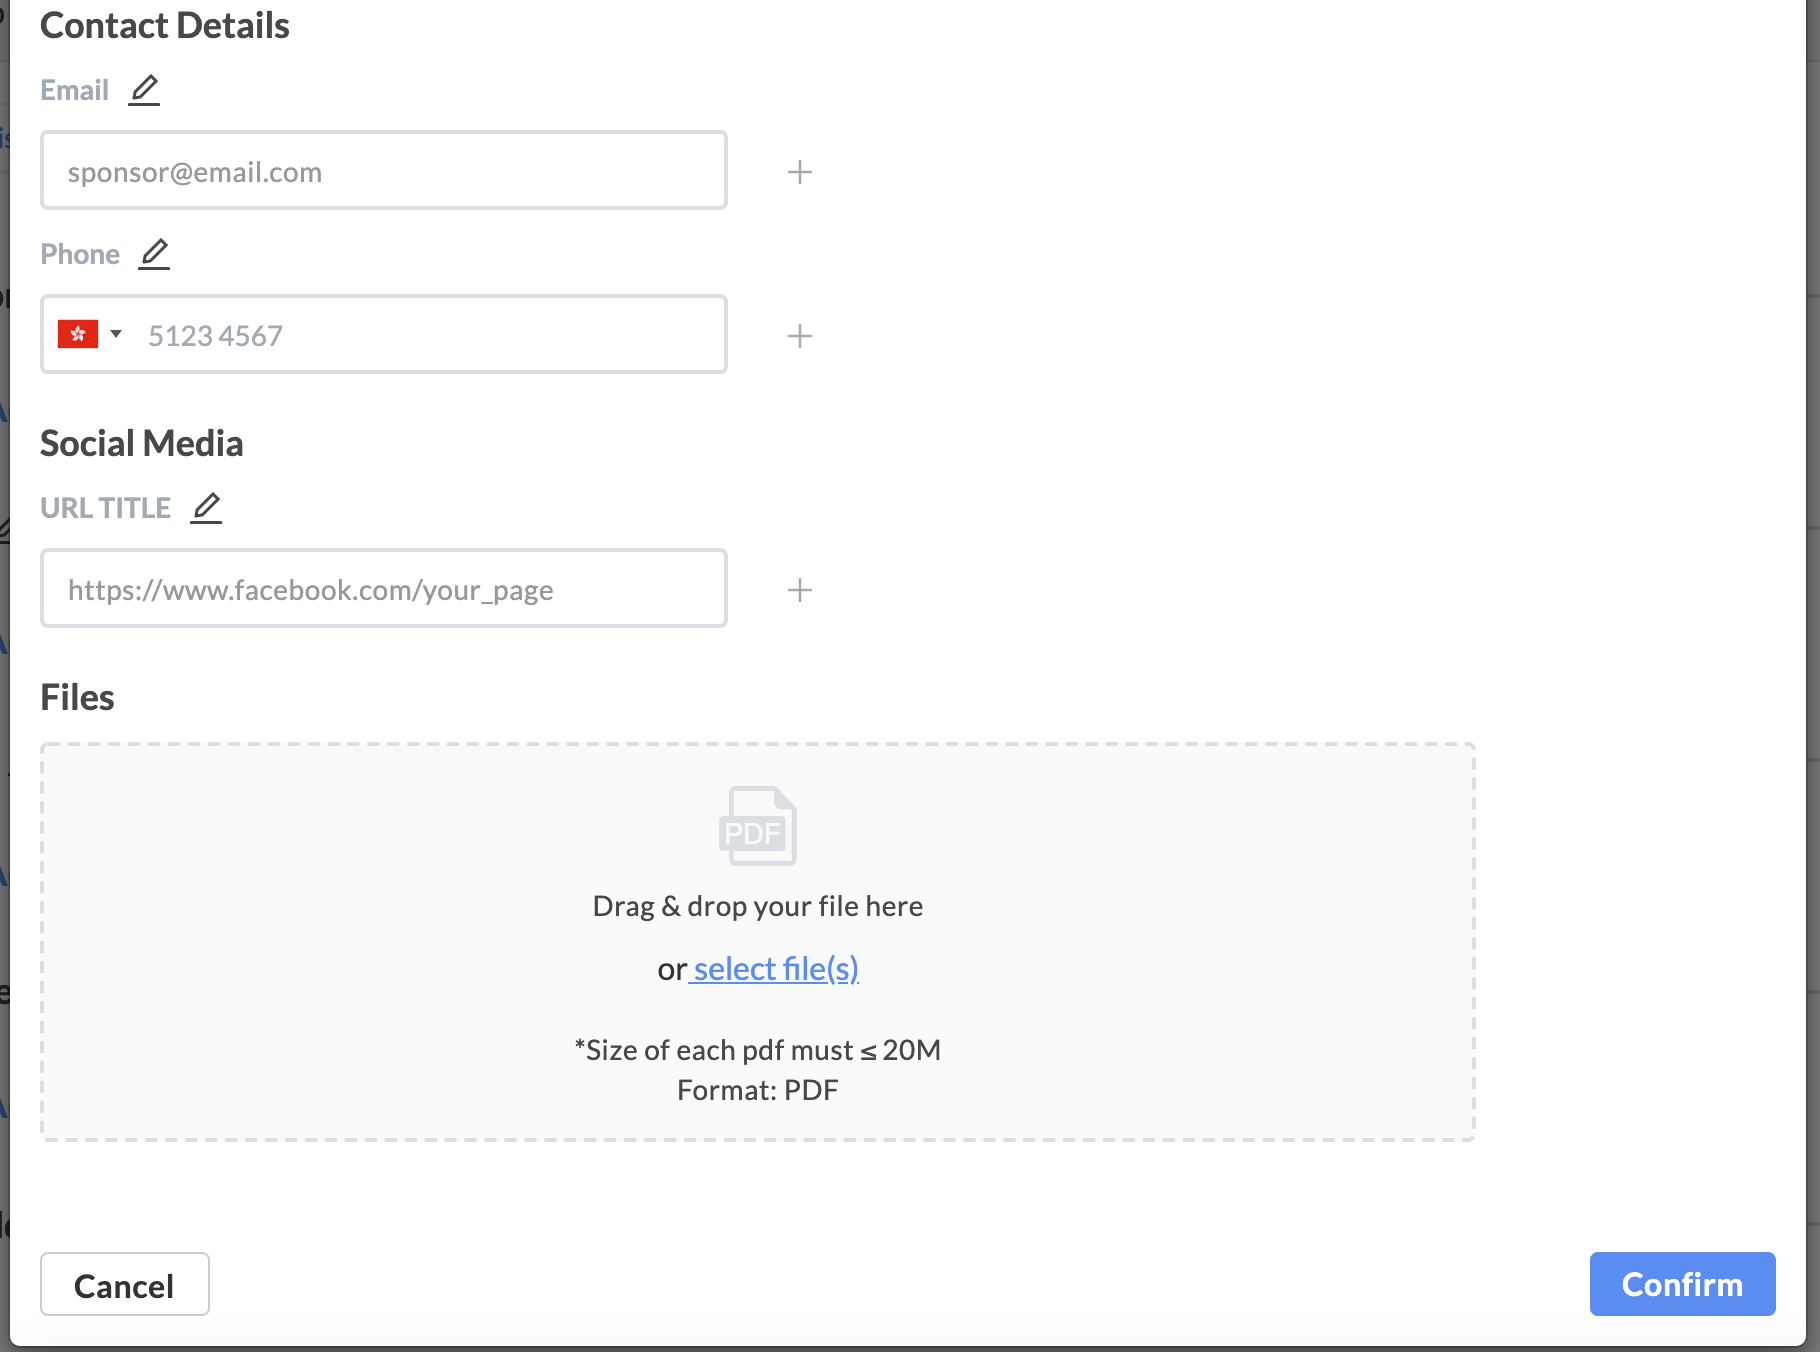 Contact Details
Email
sponsor@email.com
Phone
5123 4567
Social Media
URL TITLE
https://www.facebook.com/your_page
Files
PDF
Drag & drop your file here
or select file(s)
*Size of each pdf must ≤ 20M
Format: PDF
Cancel
Confirm